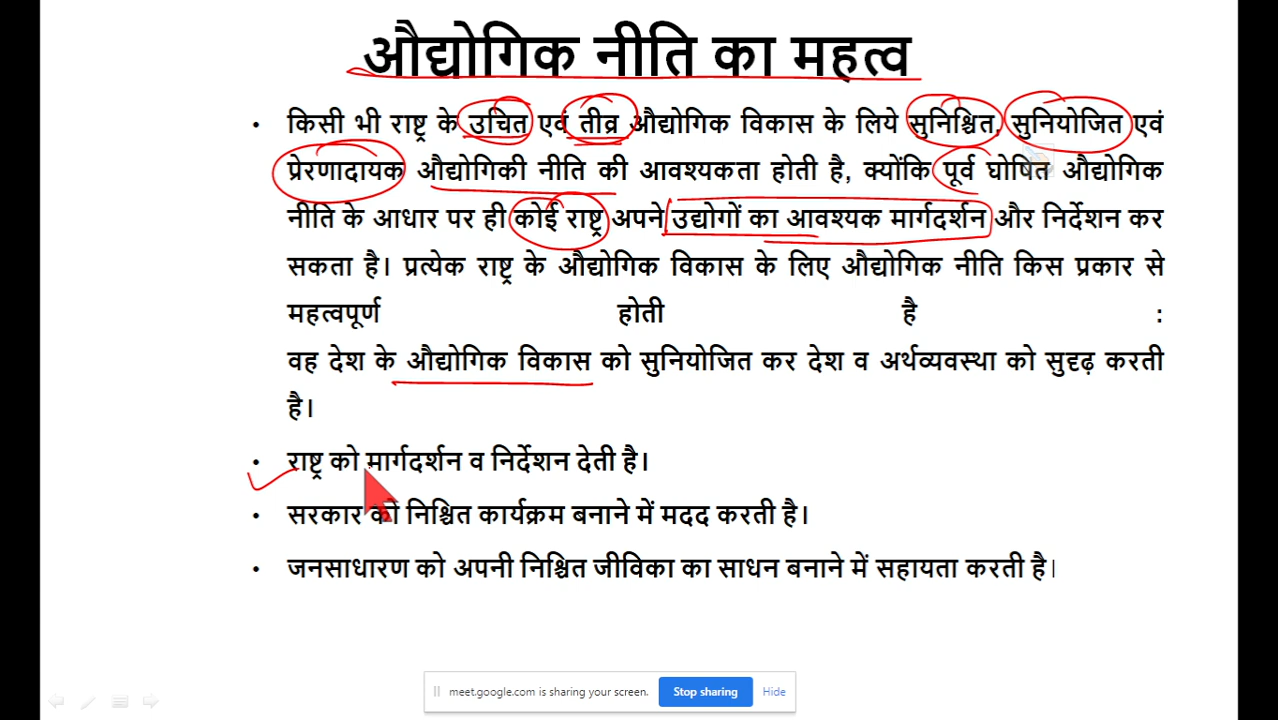 औद्योगिक नीति का महत्व
• किसी भी राष्ट्र के उचित एवं तीव्र औद्योगिक विकास के लिये सुनिश्चित, सुनियोजित एवं
प्रेरणादायक औद्योगिकी नीति की आवश्यकता होती है, क्योंकि पूर्व घोषित औद्योगिक
नीति के आधार पर ही कोई राष्ट्र अपने उद्योगों का आवश्यक मार्गदर्शन और निर्देशन कर
सकता है। प्रत्येक राष्ट्र के औद्योगिक विकास के लिए औद्योगिक नीति किस प्रकार से
महत्वपूर्ण होती है :
वह देश के औद्योगिक विकास को सुनियोजित कर देश व अर्थव्यवस्था को सुदृढ़ करती
है।
• राष्ट्र को मार्गदर्शन व निर्देशन देती है।
• सरकार को निश्चित कार्यक्रम बनाने में मदद करती है।
• जनसाधारण को अपनी निश्चित जीविका का साधन बनाने में सहायता करती है।
meet.google.com is sharing your screen. Stop sharing Hide